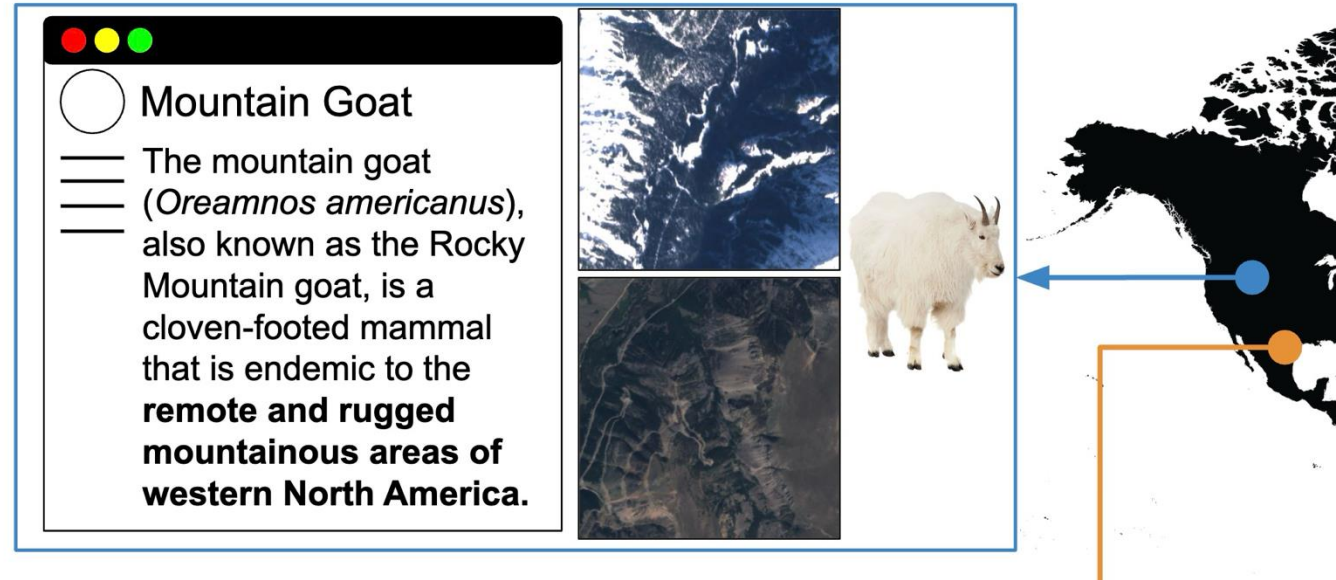 Mountain Goat
The mountain goat
(Oreamnos americanus),
also known as the Rocky
Mountain goat, is a
cloven-footed mammal
that is endemic to the
remote and rugged
mountainous areas of
western North America.